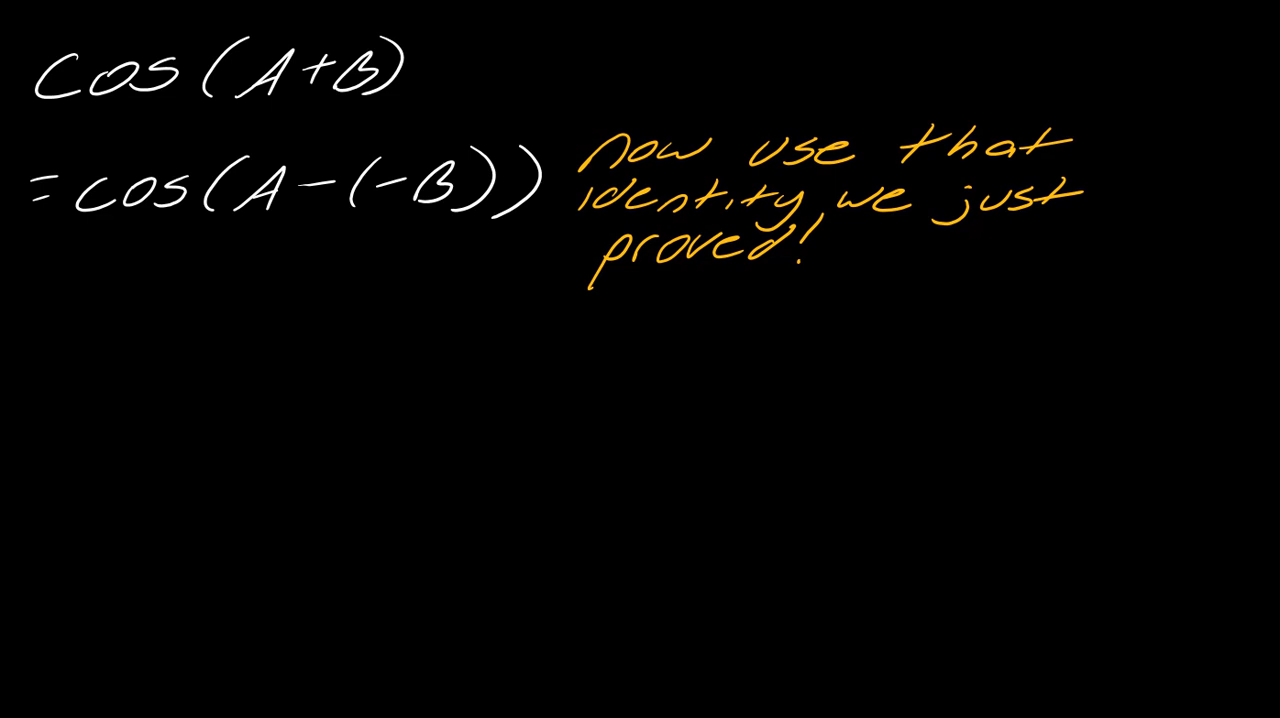 cos(A+B)
=cos(A-(-B))
now use that
identity we just
proved!